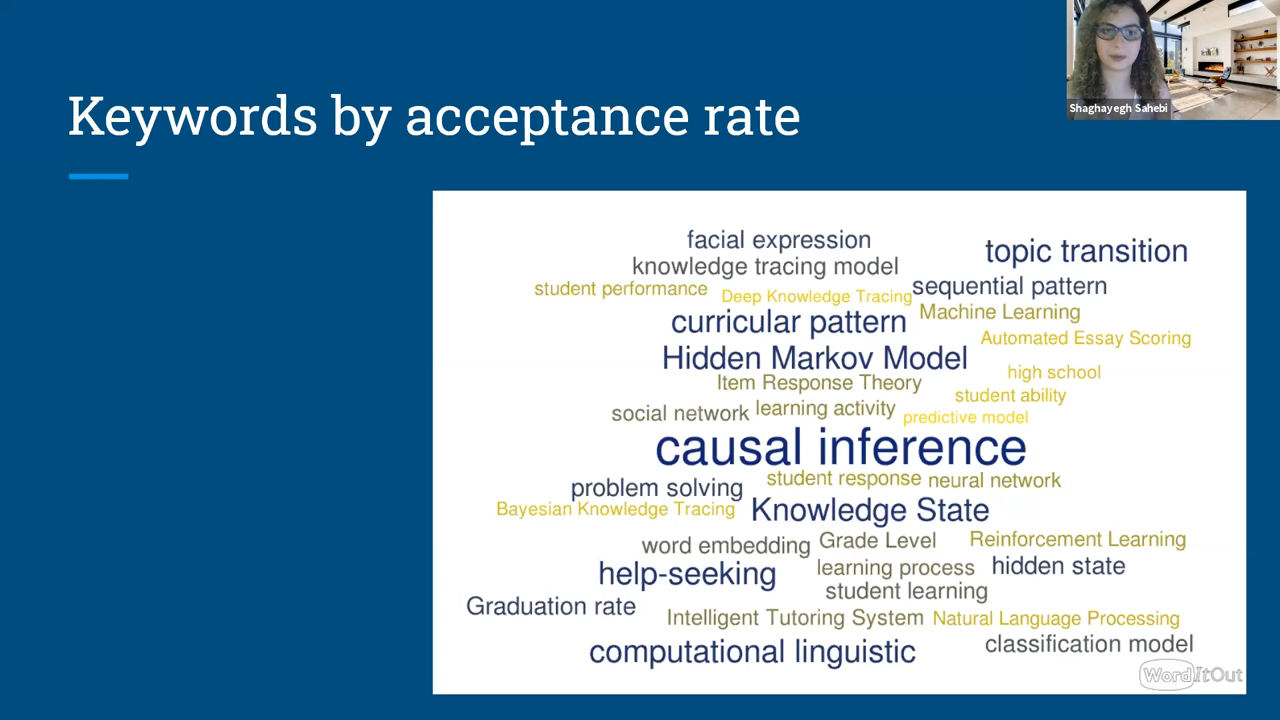 Shaghayegh Sahebi
Keywords by acceptance rate
facial expression
topic transition
knowledge tracing model
student performance
Deep Knowledge Tracing
sequential pattern
curricular pattern
Machine Learning
Automated Essay Scoring
Hidden Markov Model
high school
Item Response Theory
student ability
social network
learning activity
predictive model
causal inference
problem solving
student response
neural network
Bayesian Knowledge Tracing
Knowledge State
word embedding
Grade Level
Reinforcement Learning
help-seeking
learning process
hidden state
student learning
Graduation rate
Intelligent Tutoring System
Natural Language Processing
computational linguistic
classification model
WordItOut